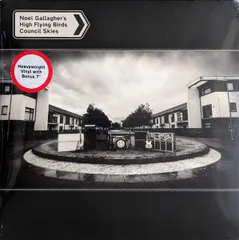 Noel Gallagher's
High Flying Birds
Council Skies
Heavyweight
Vinyl with
Bonus 7"